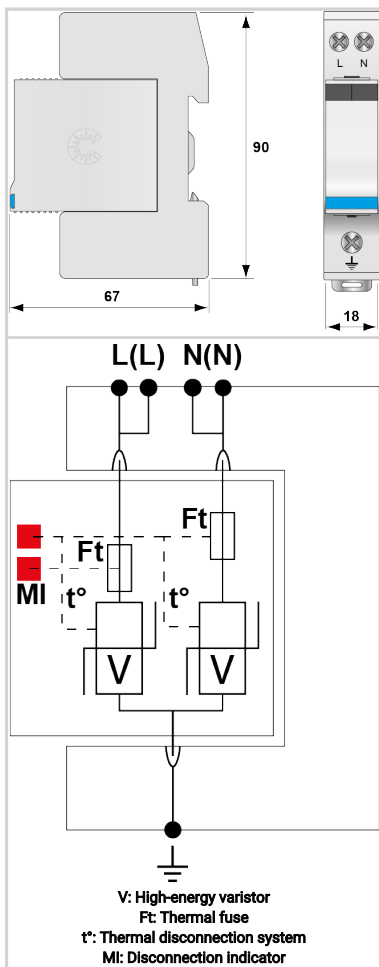 L N
90
67
18
L(L) N(N)
Ft
Ft
MI
t° t°
V V
V: High-energy varistor
Ft: Thermal fuse
t°: Thermal disconnection system
MI: Disconnection indicator